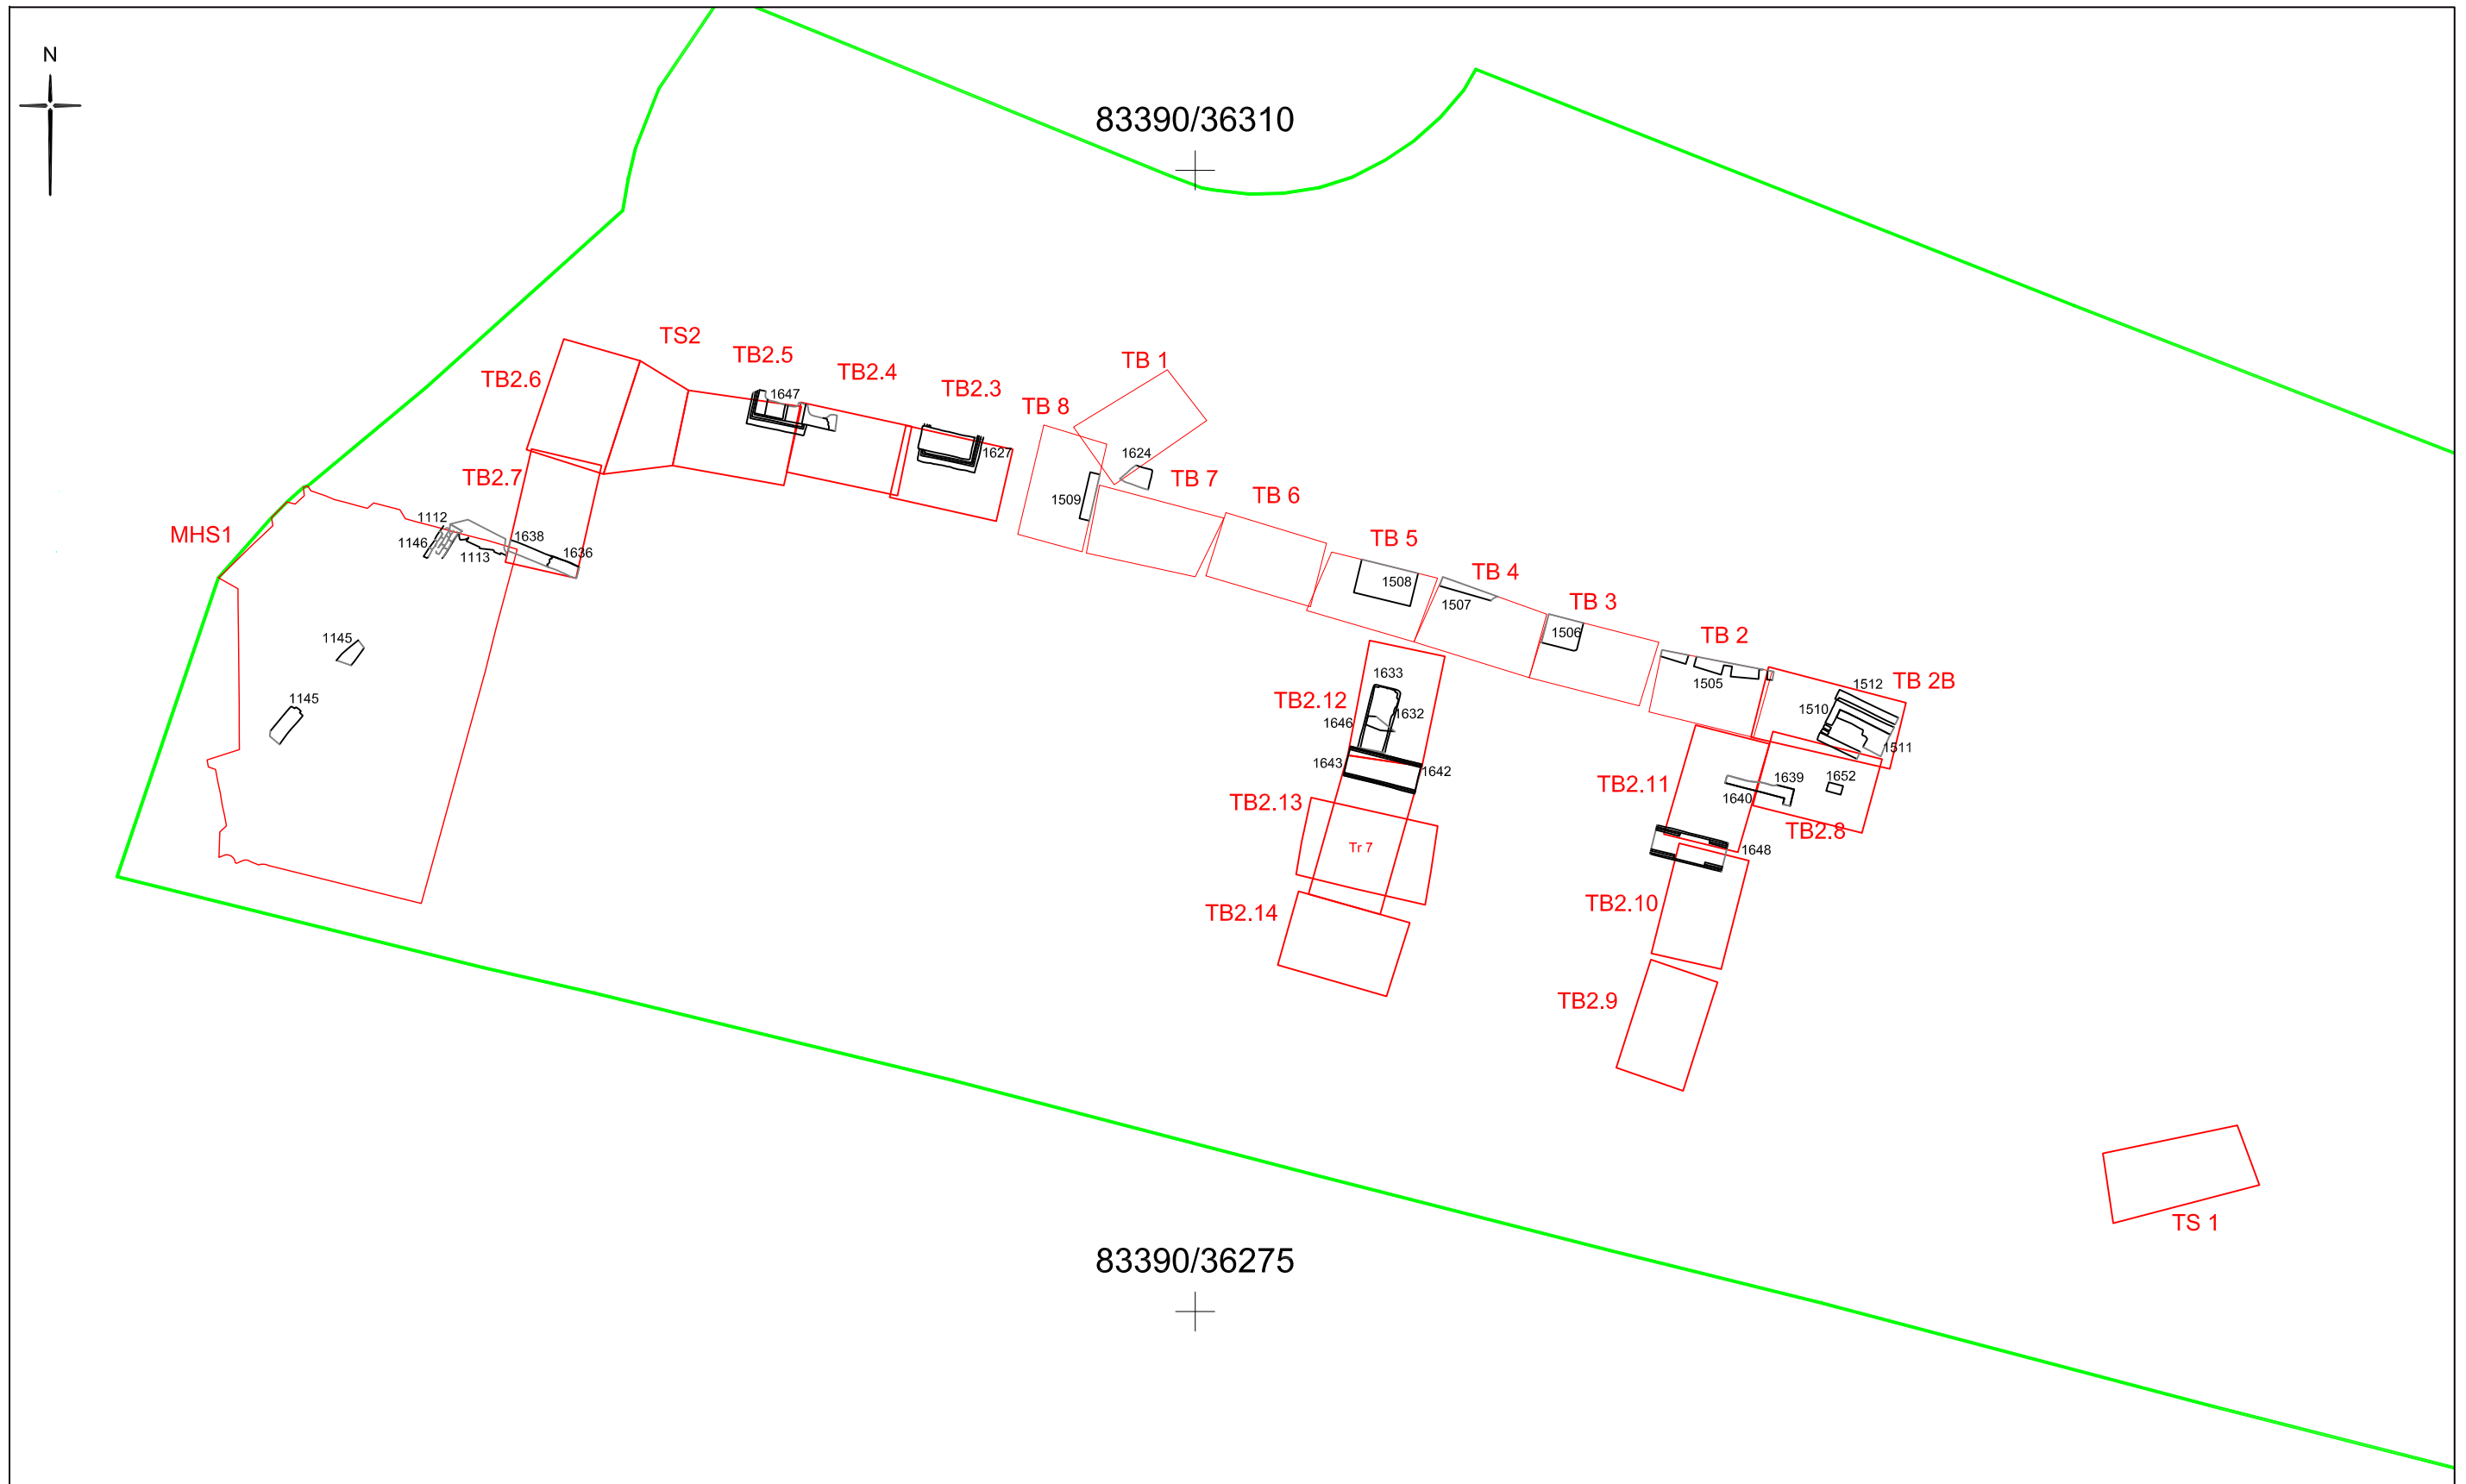 N
83390/36310
TS2
TB2.5
TB 1
TB2.4
TB2.6
TB2.3
1647
TB 8
1627
1624
TB2.7
TB 7
TB 6
1509
1112
MHS1
1638
TB 5
1146
1113
1636
TB 4
1508
TB 3
1507
1506
1145
TB 2
1633
TB 2B
1505
1512
TB2.12
1145
1510
1632
1646
1511
1643
1642
TB2.11
1639
1652
TB2.13
1640
TB2.8
Tr 7
1648
TB2.10
TB2.14
TB2.9
TS 1
83390/36275